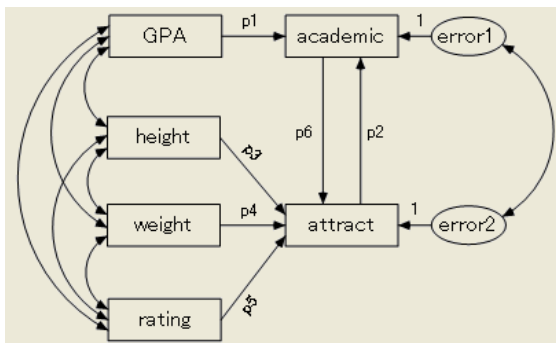 GPA p1 academic 1 error1
height p3 p6 p2
weight p4 attract 1 error2
rating p5